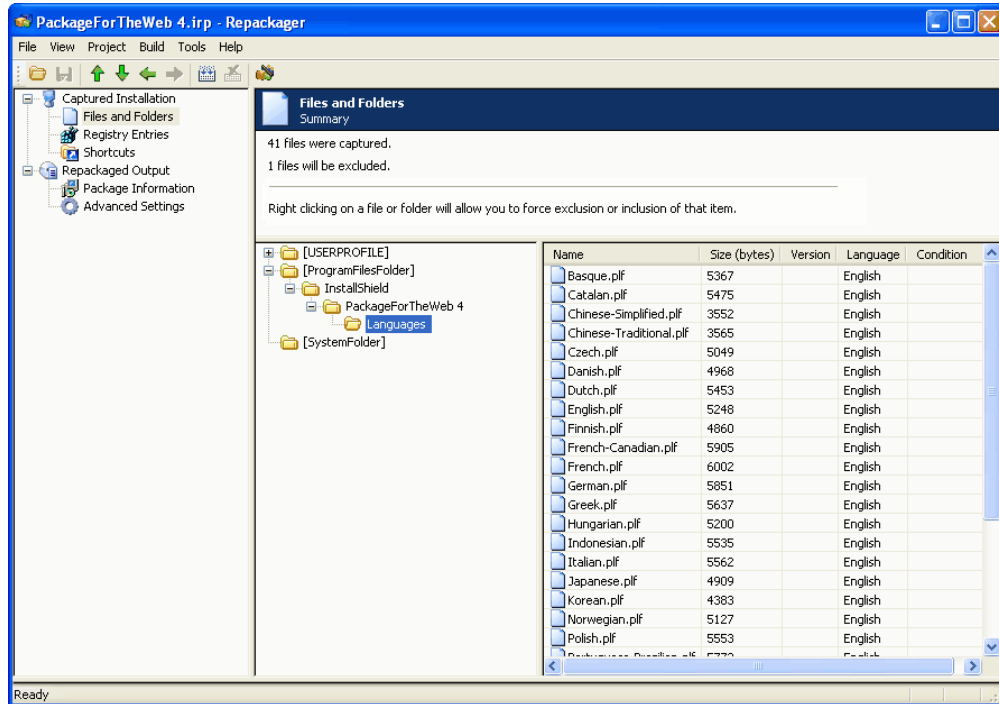 PackageForTheWeb 4.irp - Repackager
File View Project Build Tools Help
Captured Installation
Files and Folders
Registry Entries
Shortcuts
Repackaged Output
Package Information
Advanced Settings
Files and Folders
Summary
41 files were captured.
1 files will be excluded.
Right clicking on a file or folder will allow you to force exclusion or inclusion of that item.
[USERPROFILE]
[ProgramFilesFolder]
InstallShield
PackageForTheWeb 4
Languages
[SystemFolder]
Name Size (bytes) Version Language Condition
Basque.plf 5367 English
Catalan.plf 5475 English
Chinese-Simplified.plf 3552 English
Chinese-Traditional.plf 3565 English
Czech.plf 5049 English
Danish.plf 4968 English
Dutch.plf 5453 English
English.plf 5248 English
Finnish.plf 4860 English
French-Canadian.plf 5905 English
French.plf 6002 English
German.plf 5851 English
Greek.plf 5637 English
Hungarian.plf 5200 English
Indonesian.plf 5535 English
Italian.plf 5562 English
Japanese.plf 4909 English
Korean.plf 4383 English
Norwegian.plf 5127 English
Polish.plf 5553 English
Ready